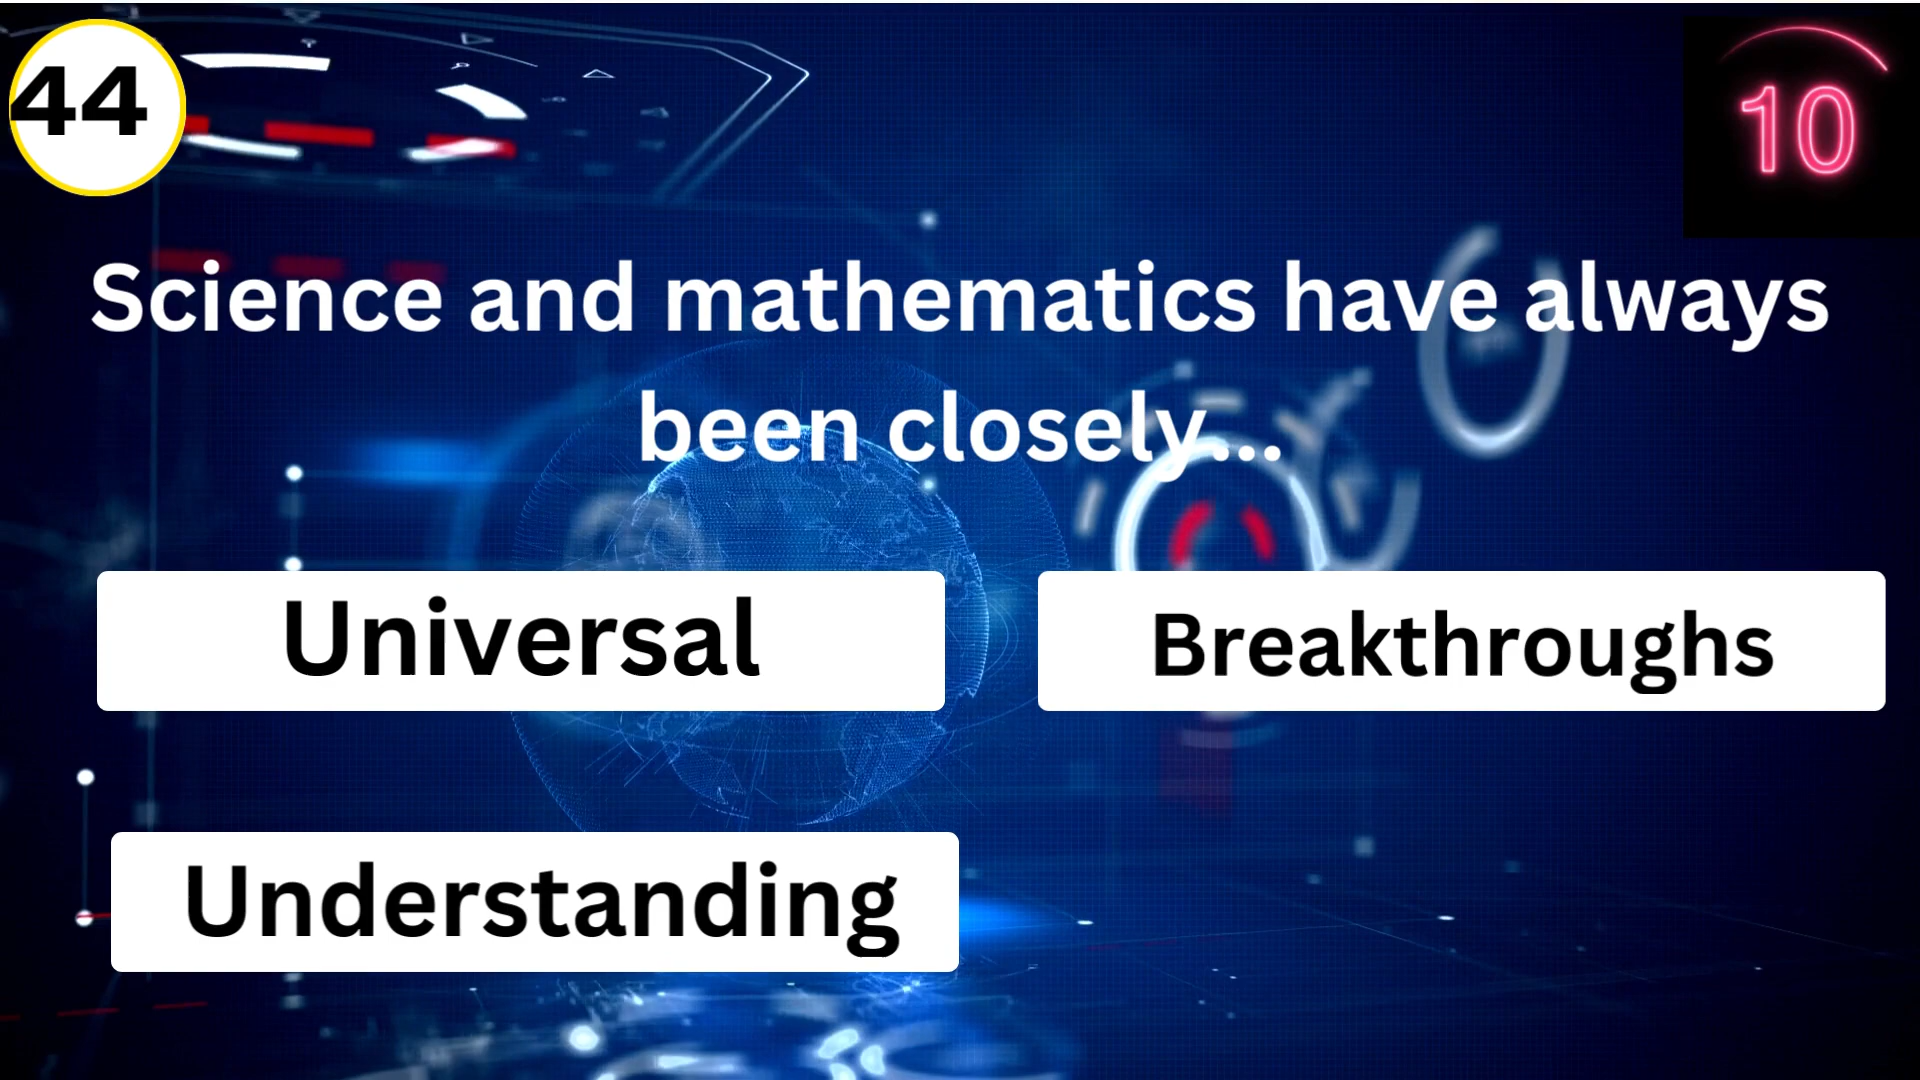 44
10
Science and mathematics have always
been closely...
Universal
Breakthroughs
Understanding